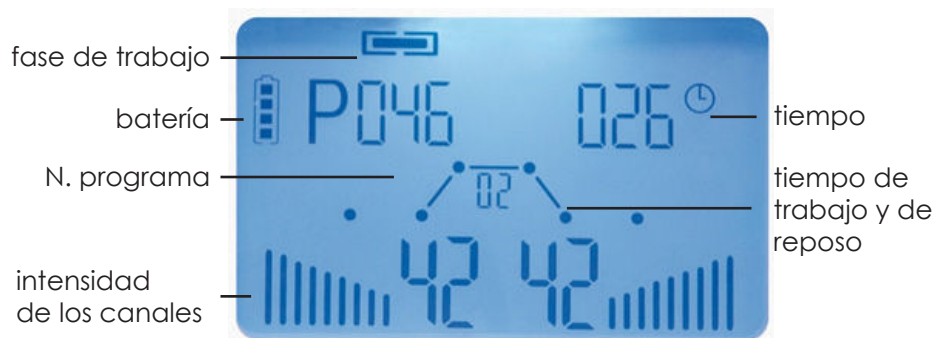 fase de trabajo
batería
P046
026
tiempo
N. programa
02
tiempo de
trabajo y de
reposo
intensidad
de los canales
42
42